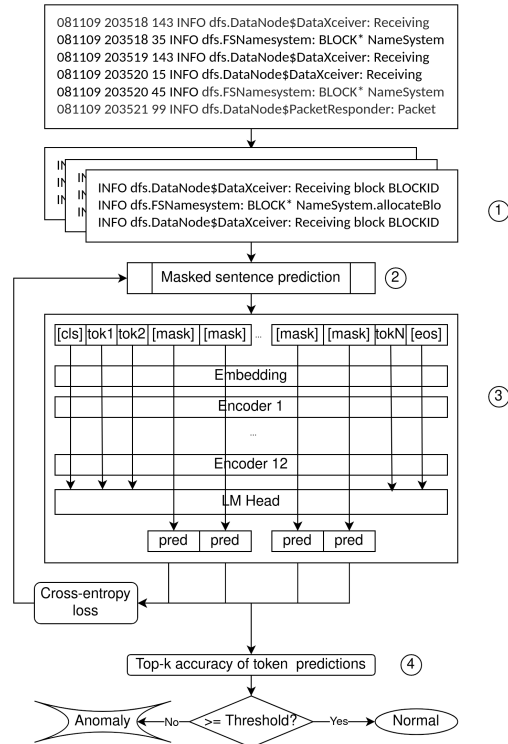 081109 203518 143 INFO dfs.DataNode$DataXceiver: Receiving
081109 203518 35 INFO dfs.FSNamesystem: BLOCK* NameSystem
081109 203519 143 INFO dfs.DataNode$DataXceiver: Receiving
081109 203520 15 INFO dfs.DataNode$DataXceiver: Receiving
081109 203520 45 INFO dfs.FSNamesystem: BLOCK* NameSystem
081109 203521 99 INFO dfs.DataNode$PacketResponder: Packet
INFO dfs.DataNode$DataXceiver: Receiving block BLOCKID
INFO dfs.FSNamesystem: BLOCK* NameSystem.allocateBlo
INFO dfs.DataNode$DataXceiver: Receiving block BLOCKID
1
Masked sentence prediction
2
[cls] tok1 tok2 [mask] [mask] ... [mask] [mask] tokN [eos]
Embedding
3
Encoder 1
...
Encoder 12
LM Head
pred pred pred pred
Cross-entropy
loss
Top-k accuracy of token predictions
4
Anomaly No >= Threshold? Yes Normal